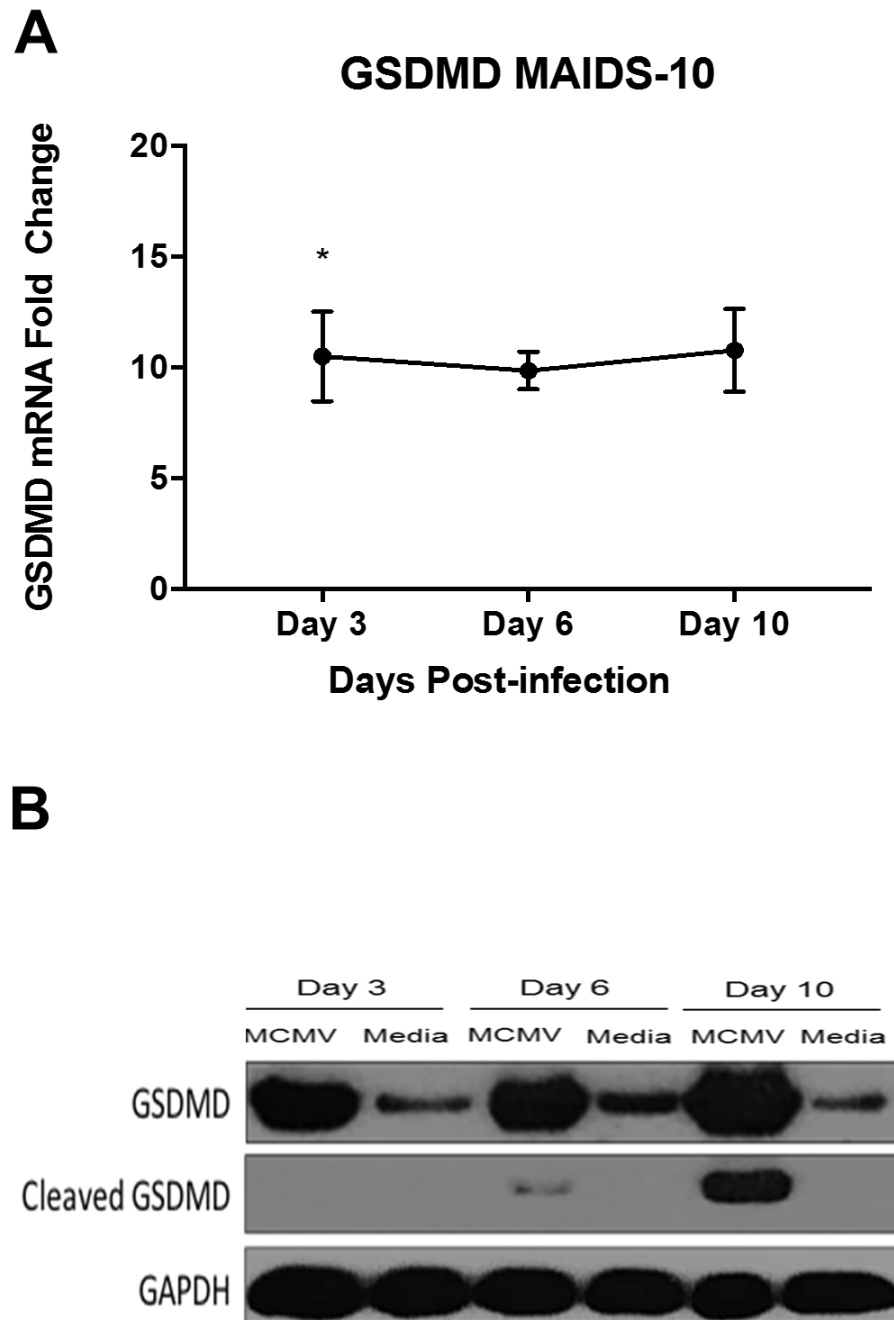 A
GSDMD MAIDS-10
GSDMD mRNA Fold Change
20
15
10
5
0
*
Day 3 Day 6 Day 10
Days Post-infection
B
Day 3 Day 6 Day 10
MCMV Media MCMV Media MCMV Media
GSDMD
Cleaved GSDMD
GAPDH